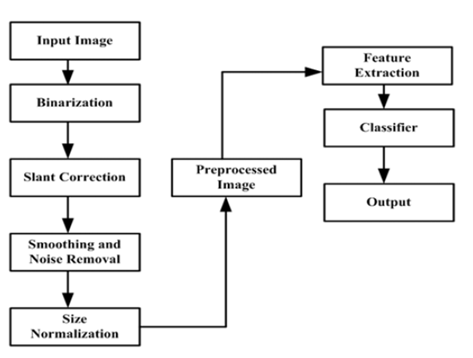 Input Image
Binarization
Slant Correction
Smoothing and
Noise Removal
Size
Normalization
Preprocessed
Image
Feature
Extraction
Classifier
Output